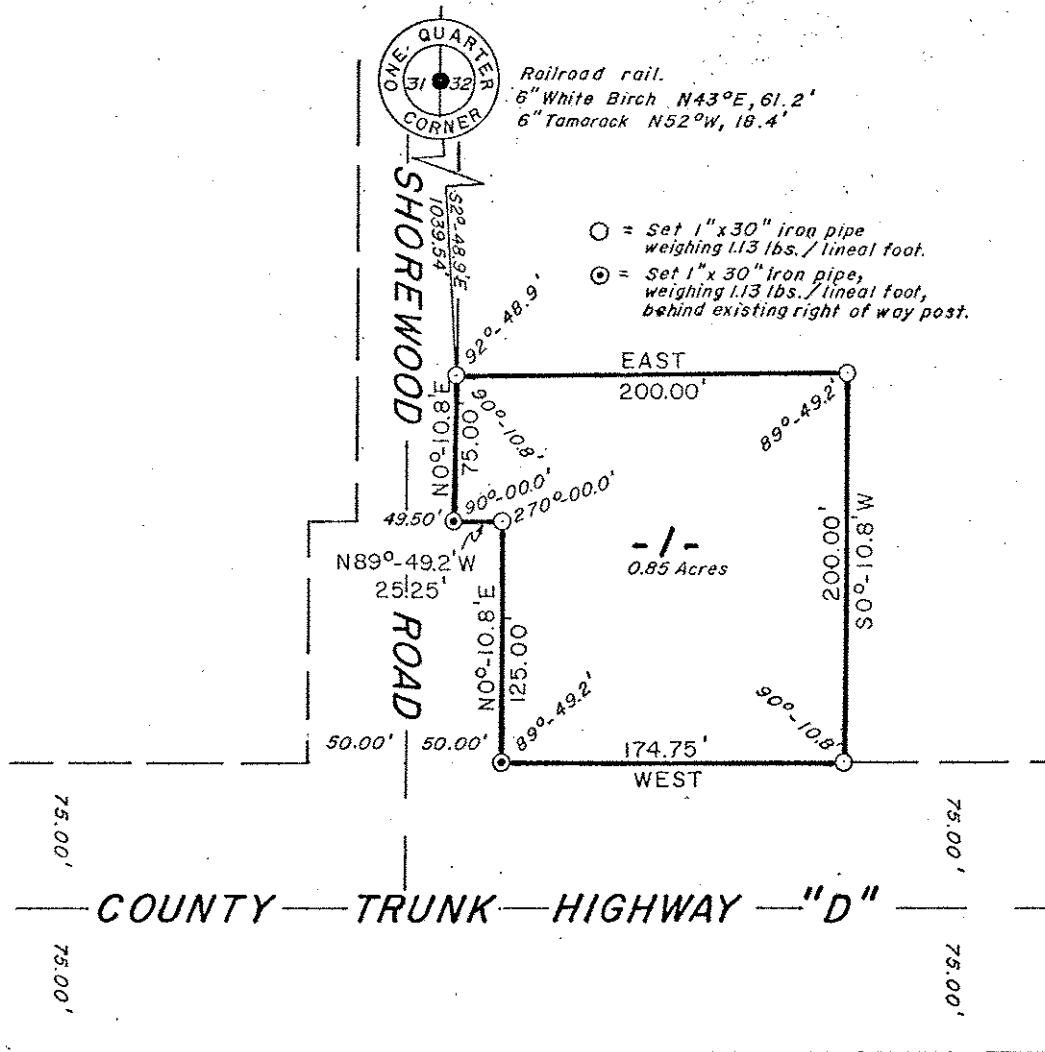 ONE-QUARTER
31 32
CORNER
Railroad rail.
6" White Birch N43°E, 61.2'
6" Tamarack N52°W, 18.4'
SHOREWOOD
S2°-48.9'E
1039.54'
○ = Set 1"x30" iron pipe
weighing 1.13 lbs./lineal foot.
⊙ = Set 1"x 30" iron pipe,
weighing 1.13 lbs./lineal foot,
behind existing right of way post.
92°-48.9'
EAST
200.00'
N0°-10.8'E
75.00'
90°-10.8'
89°-49.2'
49.50'
90°-00.0'
270°-00.0'
N89°-49.2'W
25.25'
-1-
0.85 Acres
200.00'
S0°-10.8'W
ROAD
N0°-10.8'E
125.00'
89°-49.2'
90°-10.8'
50.00' 50.00'
174.75'
WEST
75.00'
75.00'
COUNTY TRUNK HIGHWAY "D"
75.00'
75.00'